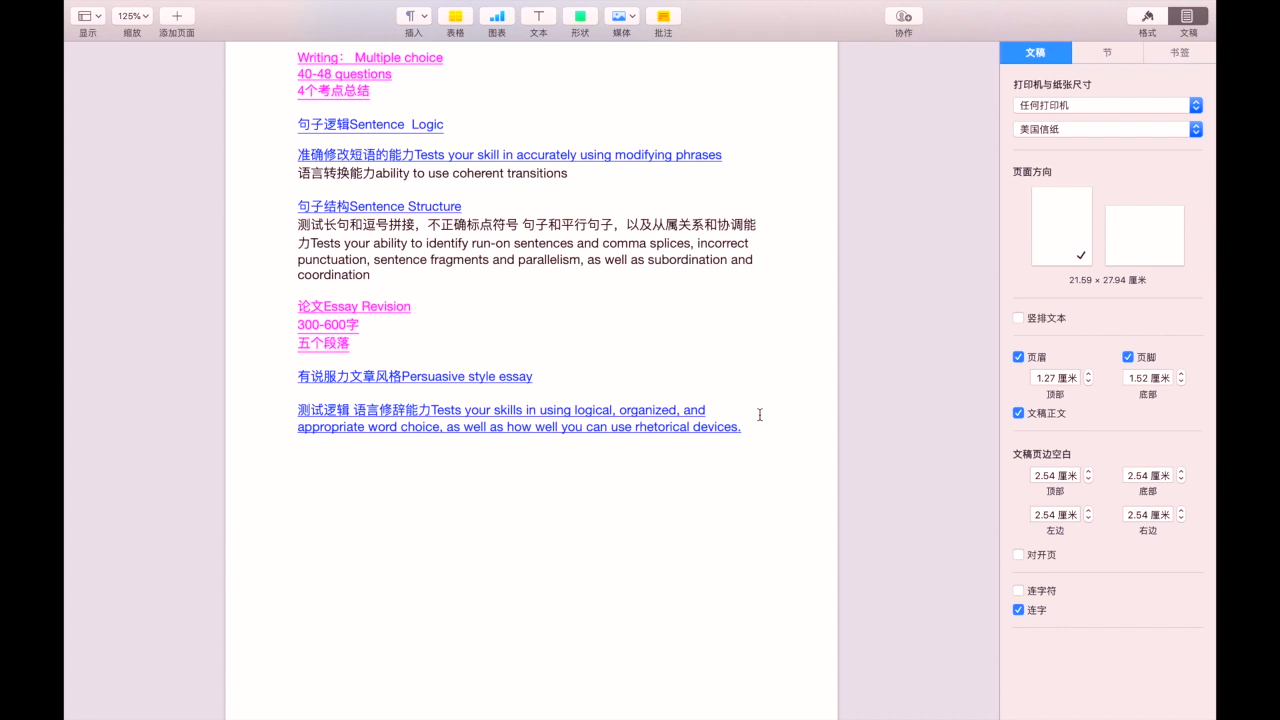 125%
显示
缩放
添加页面
插入
表格
图表
文本
形状
媒体
批注
协作
格式
文稿
Writing： Multiple choice
40-48 questions
4个考点总结
句子逻辑Sentence Logic
准确修改短语的能力Tests your skill in accurately using modifying phrases
语言转换能力ability to use coherent transitions
句子结构Sentence Structure
测试长句和逗号拼接，不正确标点符号 句子和平行句子，以及从属关系和协调能
力Tests your ability to identify run-on sentences and comma splices, incorrect
punctuation, sentence fragments and parallelism, as well as subordination and
coordination
论文Essay Revision
300-600字
五个段落
有说服力文章风格Persuasive style essay
测试逻辑 语言修辞能力Tests your skills in using logical, organized, and
appropriate word choice, as well as how well you can use rhetorical devices.
文稿
节
书签
打印机与纸张尺寸
任何打印机
美国信纸
页面方向
21.59 × 27.94 厘米
竖排文本
页眉
页脚
1.27 厘米
1.52 厘米
顶部
底部
文稿正文
文稿页边空白
2.54 厘米
2.54 厘米
顶部
底部
2.54 厘米
2.54 厘米
左边
右边
对开页
连字符
连字